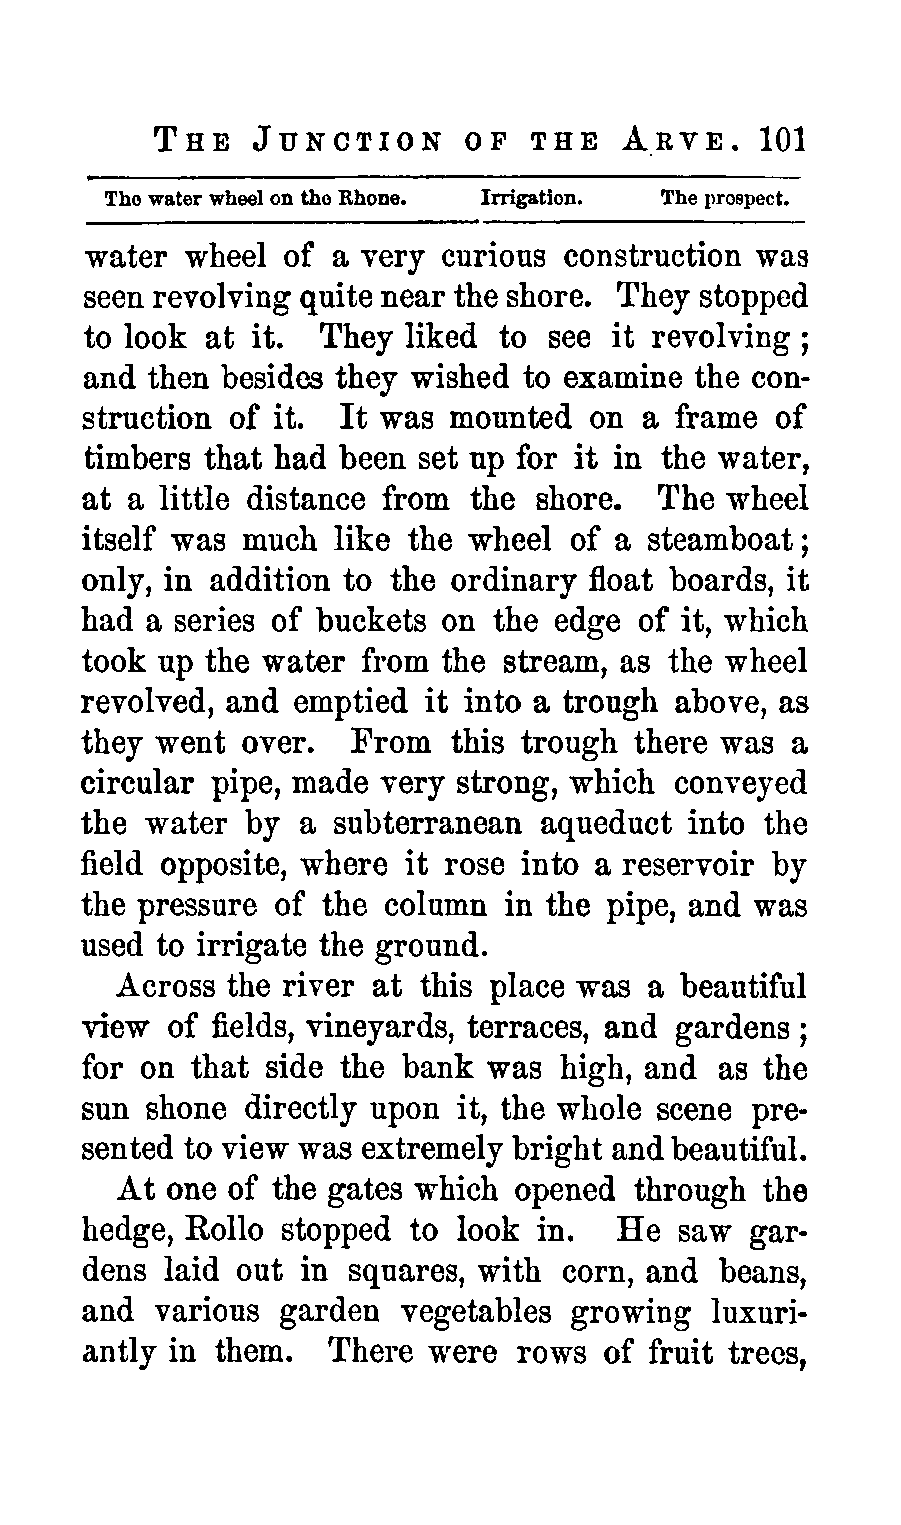 THE JUNCTION OF THE ARVE. 101
The water wheel on the Rhone. Irrigation. The prospect.
water wheel of a very curious construction was
seen revolving quite near the shore. They stopped
to look at it. They liked to see it revolving ;
and then besides they wished to examine the con-
struction of it. It was mounted on a frame of
timbers that had been set up for it in the water,
at a little distance from the shore. The wheel
itself was much like the wheel of a steamboat ;
only, in addition to the ordinary float boards, it
had a series of buckets on the edge of it, which
took up the water from the stream, as the wheel
revolved, and emptied it into a trough above, as
they went over. From this trough there was a
circular pipe, made very strong, which conveyed
the water by a subterranean aqueduct into the
field opposite, where it rose into a reservoir by
the pressure of the column in the pipe, and was
used to irrigate the ground.
Across the river at this place was a beautiful
view of fields, vineyards, terraces, and gardens ;
for on that side the bank was high, and as the
sun shone directly upon it, the whole scene pre-
sented to view was extremely bright and beautiful.
At one of the gates which opened through the
hedge, Rollo stopped to look in. He saw gar-
dens laid out in squares, with corn, and beans,
and various garden vegetables growing luxuri-
antly in them. There were rows of fruit trees,